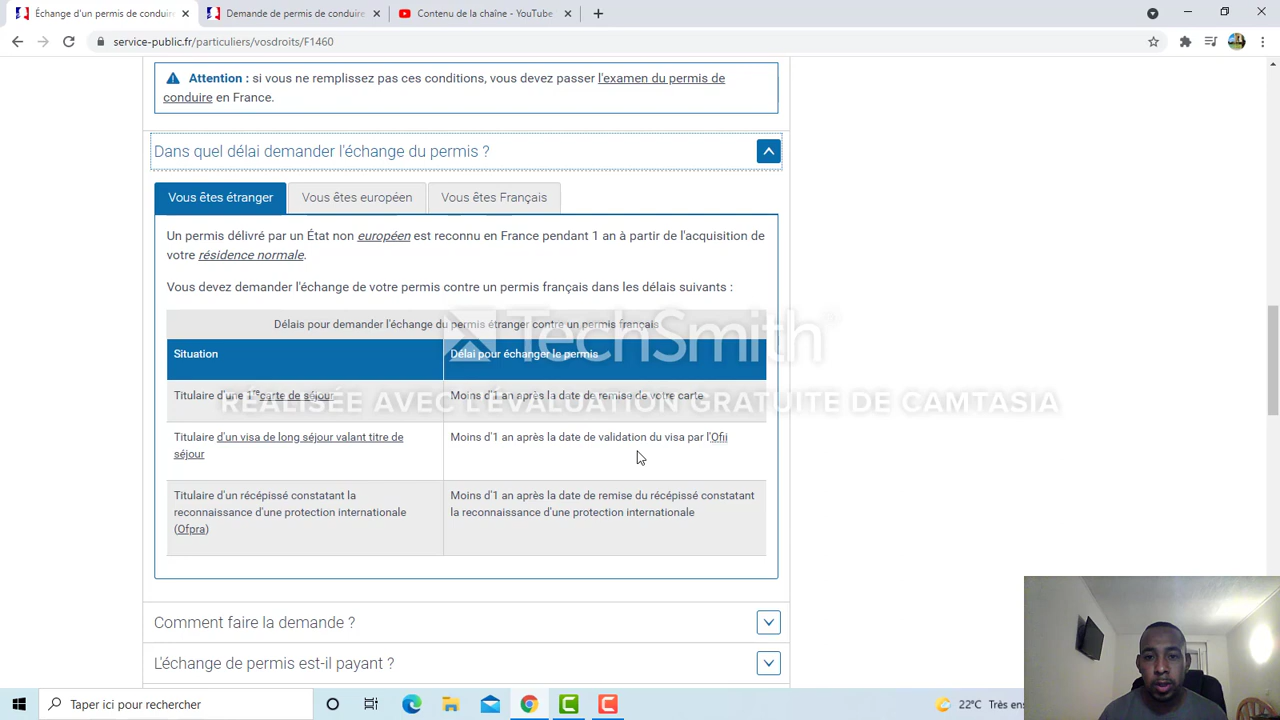 Échange d'un permis de conduire
Demande de permis de conduire
Contenu de la chaîne - YouTube
service-public.fr/particuliers/vosdroits/F1460
Attention : si vous ne remplissez pas ces conditions, vous devez passer l'examen du permis de
conduire en France.
Dans quel délai demander l'échange du permis ?
Vous êtes étranger
Vous êtes européen
Vous êtes Français
Un permis délivré par un État non européen est reconnu en France pendant 1 an à partir de l'acquisition de
votre résidence normale.
Vous devez demander l'échange de votre permis contre un permis français dans les délais suivants :
Délais pour demander l'échange du permis étranger contre un permis français
TechSmith
Situation
Délai pour échanger le permis
Titulaire d'une 1re carte de séjour
Moins d'1 an après la date de remise de votre carte
RÉALISÉE AVEC L'ÉVALUATION GRATUITE DE CAMTASIA
Titulaire d'un visa de long séjour valant titre de
séjour
Moins d'1 an après la date de validation du visa par l'Ofii
Titulaire d'un récépissé constatant la
reconnaissance d'une protection internationale
(Ofpra)
Moins d'1 an après la date de remise du récépissé constatant
la reconnaissance d'une protection internationale
Comment faire la demande ?
L'échange de permis est-il payant ?
Taper ici pour rechercher
22°C Très ens